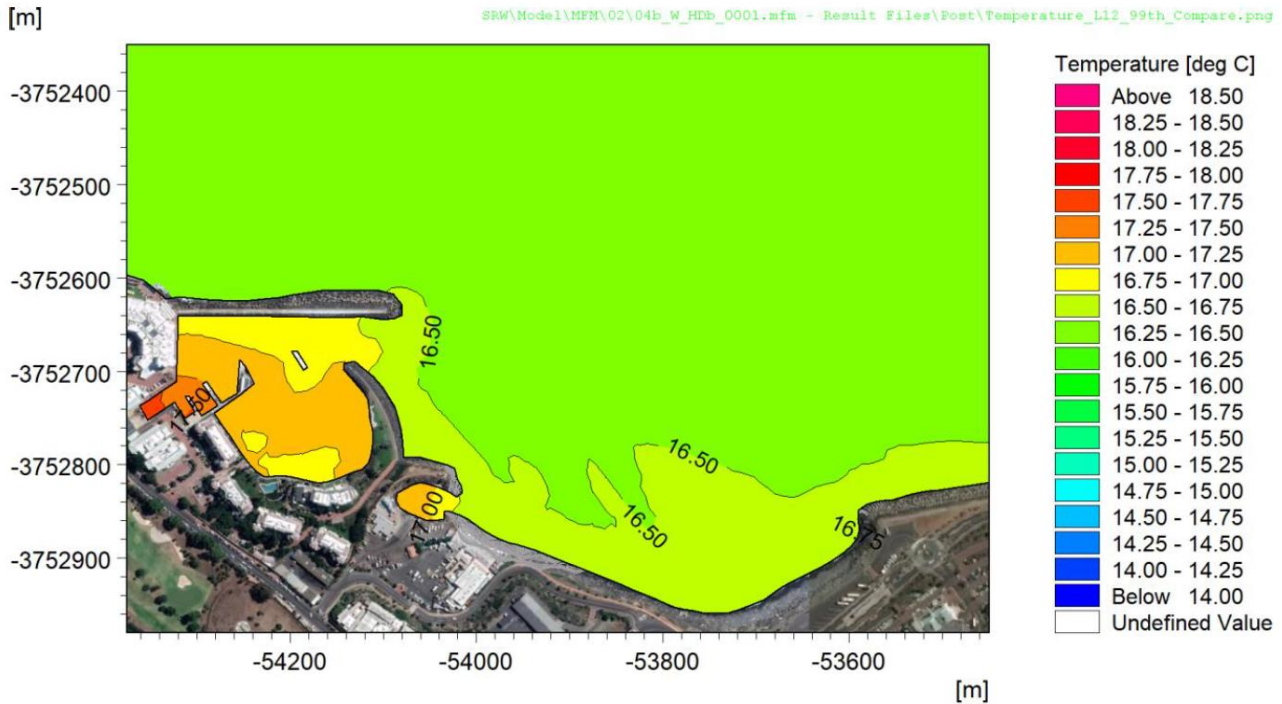 [m]
SRW\Model\MFM\02\04b_W_HDb_0001.mfm - Result Files\Post\Temperature_L12_99th_Compare.png
Temperature [deg C]
Above 18.50
18.25 - 18.50
18.00 - 18.25
17.75 - 18.00
17.50 - 17.75
17.25 - 17.50
17.00 - 17.25
16.75 - 17.00
16.50 - 16.75
16.25 - 16.50
16.00 - 16.25
15.75 - 16.00
15.50 - 15.75
15.25 - 15.50
15.00 - 15.25
14.75 - 15.00
14.50 - 14.75
14.25 - 14.50
14.00 - 14.25
Below 14.00
Undefined Value
-3752400
-3752500
-3752600
-3752700
-3752800
-3752900
16.50
17.50
16.50
17.00
16.50
16.75
-54200
-54000
-53800
-53600
[m]